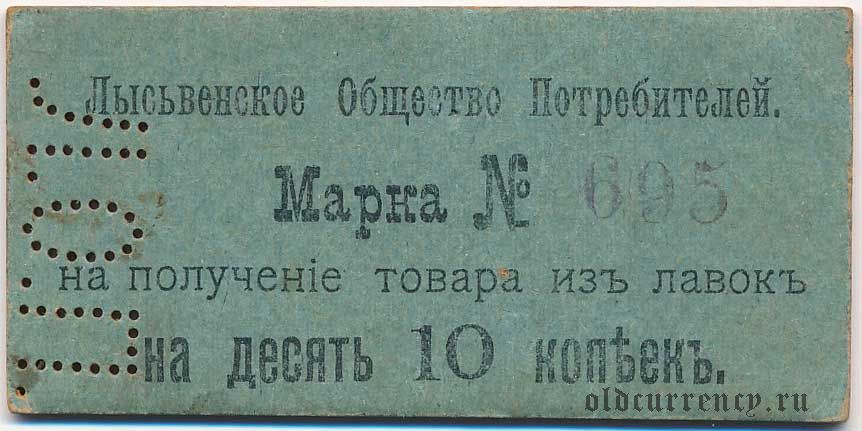 Лысьвенское Общество Потребителей.
Марка № 695
на полученіе товара изъ лавокъ
на десять 10 копѣекъ.
oldcurrency.ru